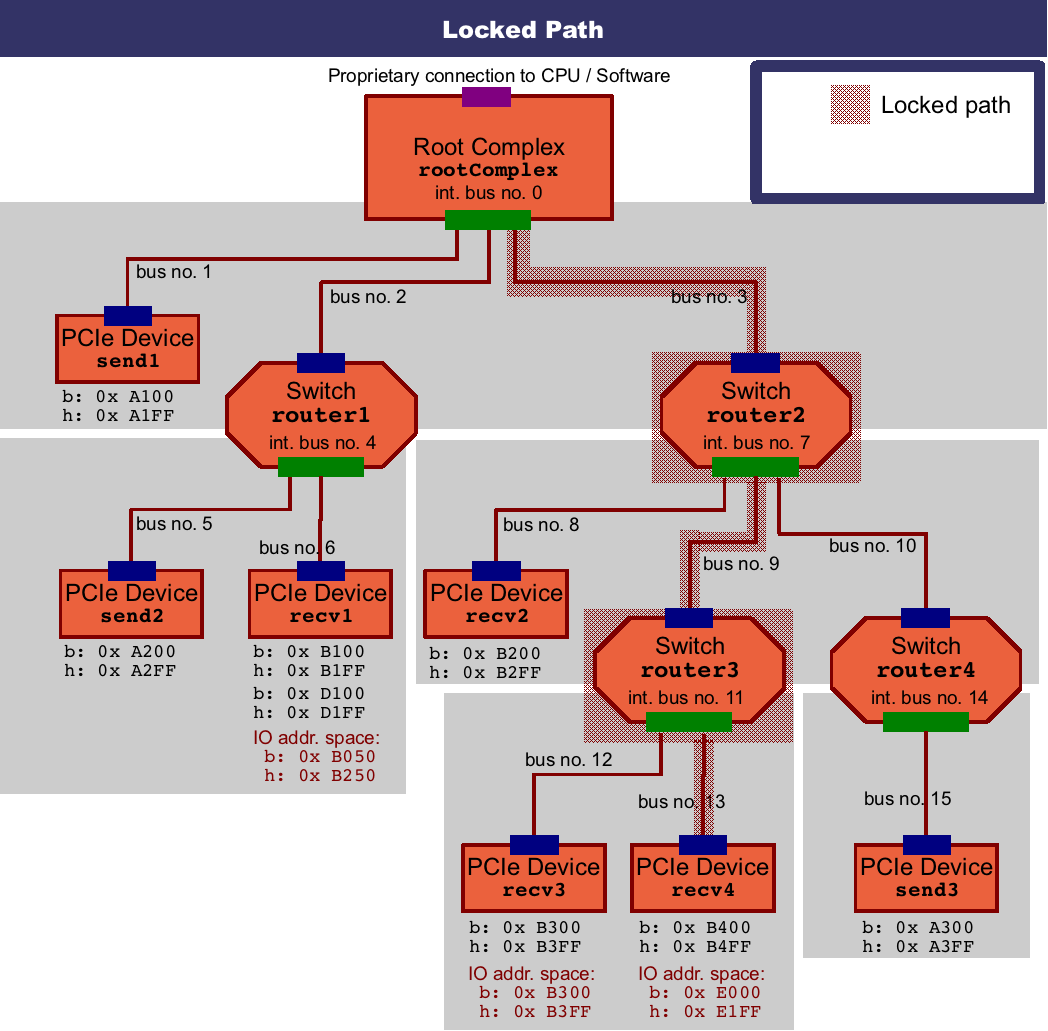 Locked Path
Proprietary connection to CPU / Software
Locked path
Root Complex
rootComplex
int. bus no. 0
bus no. 1
bus no. 2
bus no. 3
PCIe Device
send1
b: 0x A100
h: 0x A1FF
Switch
router1
int. bus no. 4
Switch
router2
int. bus no. 7
bus no. 5
bus no. 6
bus no. 8
bus no. 9
bus no. 10
PCIe Device
send2
b: 0x A200
h: 0x A2FF
PCIe Device
recv1
b: 0x B100
h: 0x B1FF
b: 0x D100
h: 0x D1FF
IO addr. space:
b: 0x B050
h: 0x B250
PCIe Device
recv2
b: 0x B200
h: 0x B2FF
Switch
router3
int. bus no. 11
Switch
router4
int. bus no. 14
bus no. 12
bus no. 13
bus no. 15
PCIe Device
recv3
b: 0x B300
h: 0x B3FF
IO addr. space:
b: 0x B300
h: 0x B3FF
PCIe Device
recv4
b: 0x B400
h: 0x B4FF
IO addr. space:
b: 0x E000
h: 0x E1FF
PCIe Device
send3
b: 0x A300
h: 0x A3FF